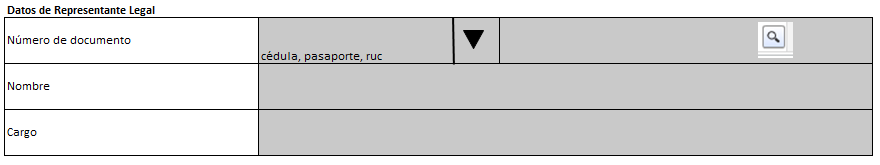 Datos de Representante Legal
Número de documento
cédula, pasaporte, ruc
Nombre
Cargo